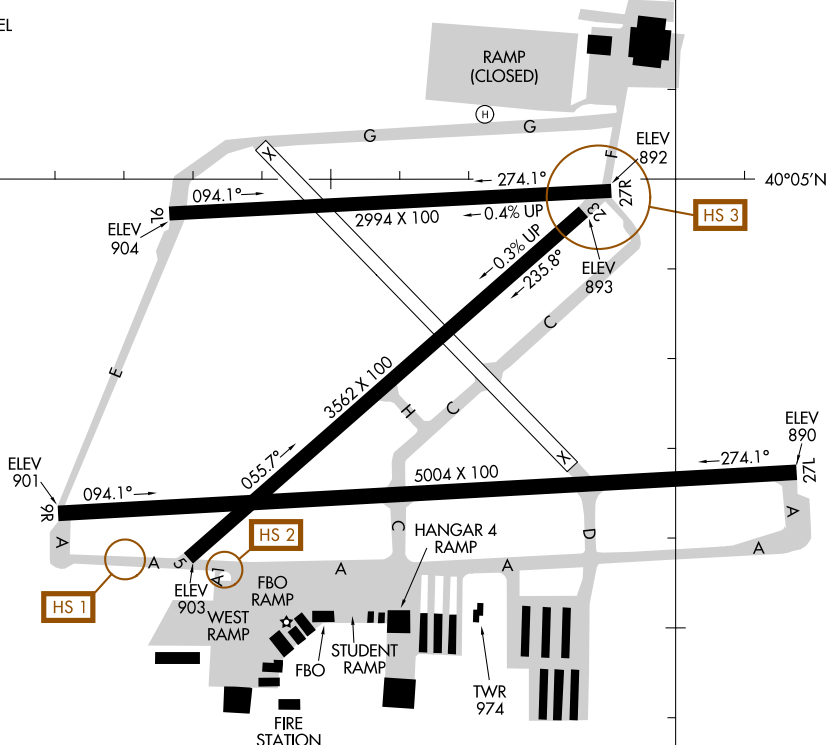 EL
RAMP
(CLOSED)
H
G
G
F
ELEV
892
X
094.1°
274.1°
27R
40°05'N
9L
2994 X 100
0.4% UP
HS 3
ELEV
904
23
0.3% UP
235.8°
ELEV
893
C
E
3562 X 100
H
C
ELEV
890
ELEV
901
X
274.1°
055.7°
5004 X 100
27L
094.1°
9R
A
C
D
A
HS 2
HANGAR 4
RAMP
A
A
A
A
5
A1
HS 1
ELEV
903
FBO
RAMP
WEST
RAMP
FBO
STUDENT
RAMP
TWR
974
FIRE
STATION